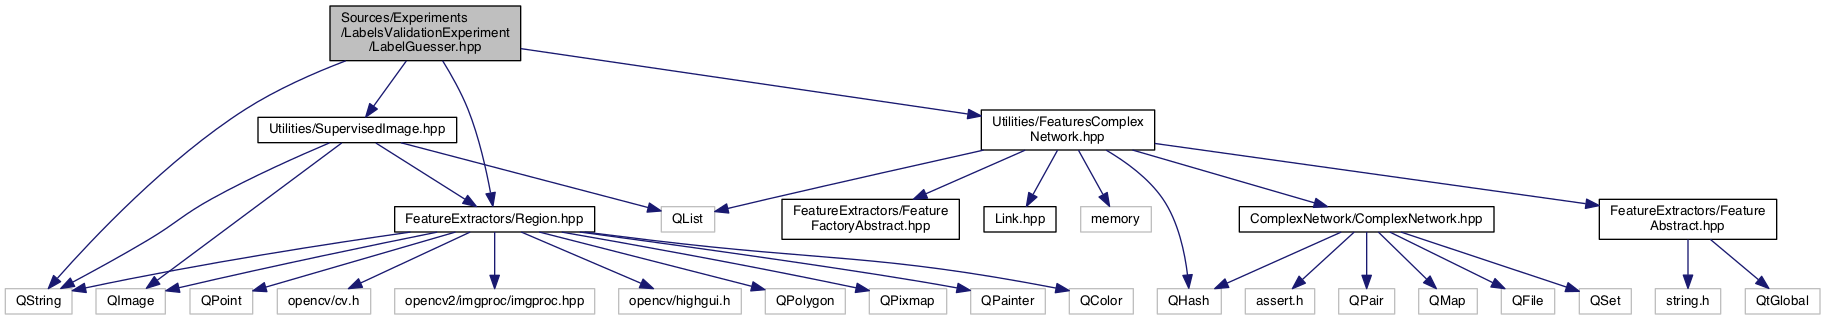 Sources/Experiments
/LabelsValidationExperiment
/LabelGuesser.hpp
Utilities/SupervisedImage.hpp
Utilities/FeaturesComplex
Network.hpp
FeatureExtractors/Region.hpp
QList
FeatureExtractors/Feature
FactoryAbstract.hpp
Link.hpp
memory
ComplexNetwork/ComplexNetwork.hpp
FeatureExtractors/Feature
Abstract.hpp
QString
QImage
QPoint
opencv/cv.h
opencv2/imgproc/imgproc.hpp
opencv/highgui.h
QPolygon
QPixmap
QPainter
QColor
QHash
assert.h
QPair
QMap
QFile
QSet
string.h
QtGlobal